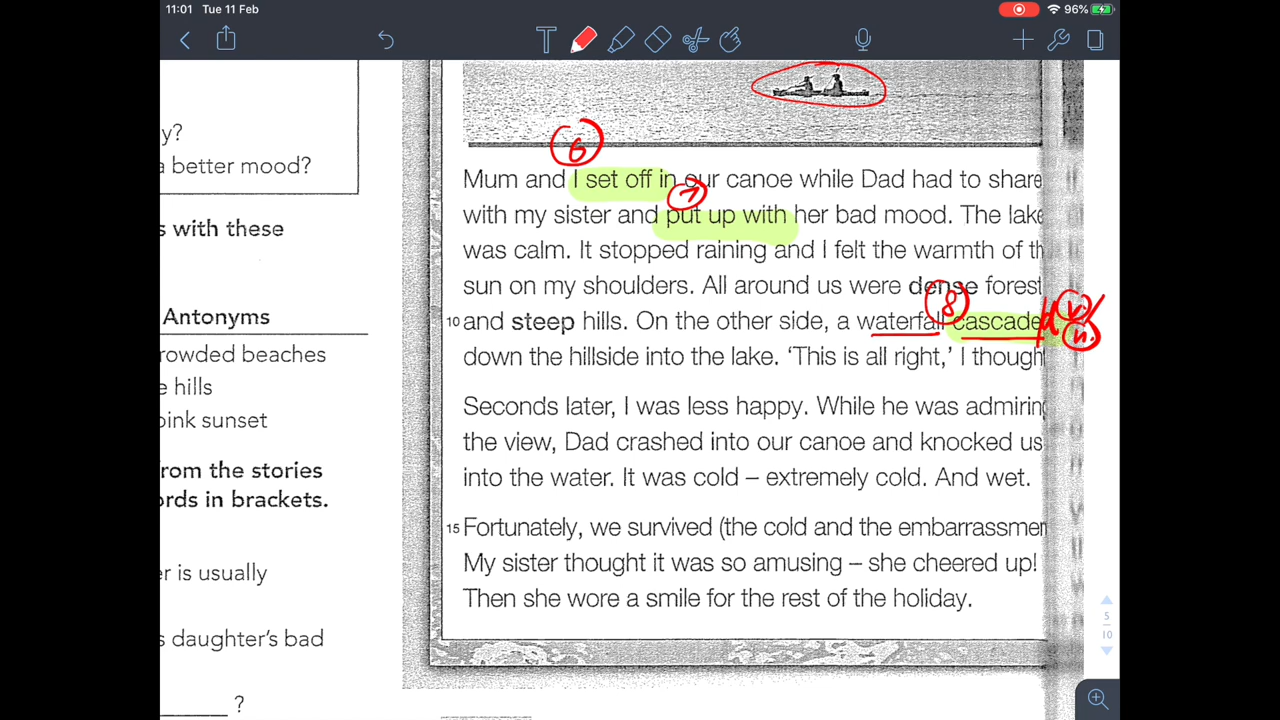 11:01 Tue 11 Feb
96%
y?
a better mood?
s with these
Antonyms
rowded beaches
e hills
pink sunset
rom the stories
ords in brackets.
er is usually
s daughter's bad
?
6
Mum and I set off in our canoe while Dad had to share
7
with my sister and put up with her bad mood. The lake
was calm. It stopped raining and I felt the warmth of th
sun on my shoulders. All around us were dense forest
8
10 and steep hills. On the other side, a waterfall cascade
d v./n.
down the hillside into the lake. 'This is all right,' I though
Seconds later, I was less happy. While he was admirin
the view, Dad crashed into our canoe and knocked us
into the water. It was cold – extremely cold. And wet.
15 Fortunately, we survived (the cold and the embarrassmen
My sister thought it was so amusing – she cheered up!
Then she wore a smile for the rest of the holiday.
5
10